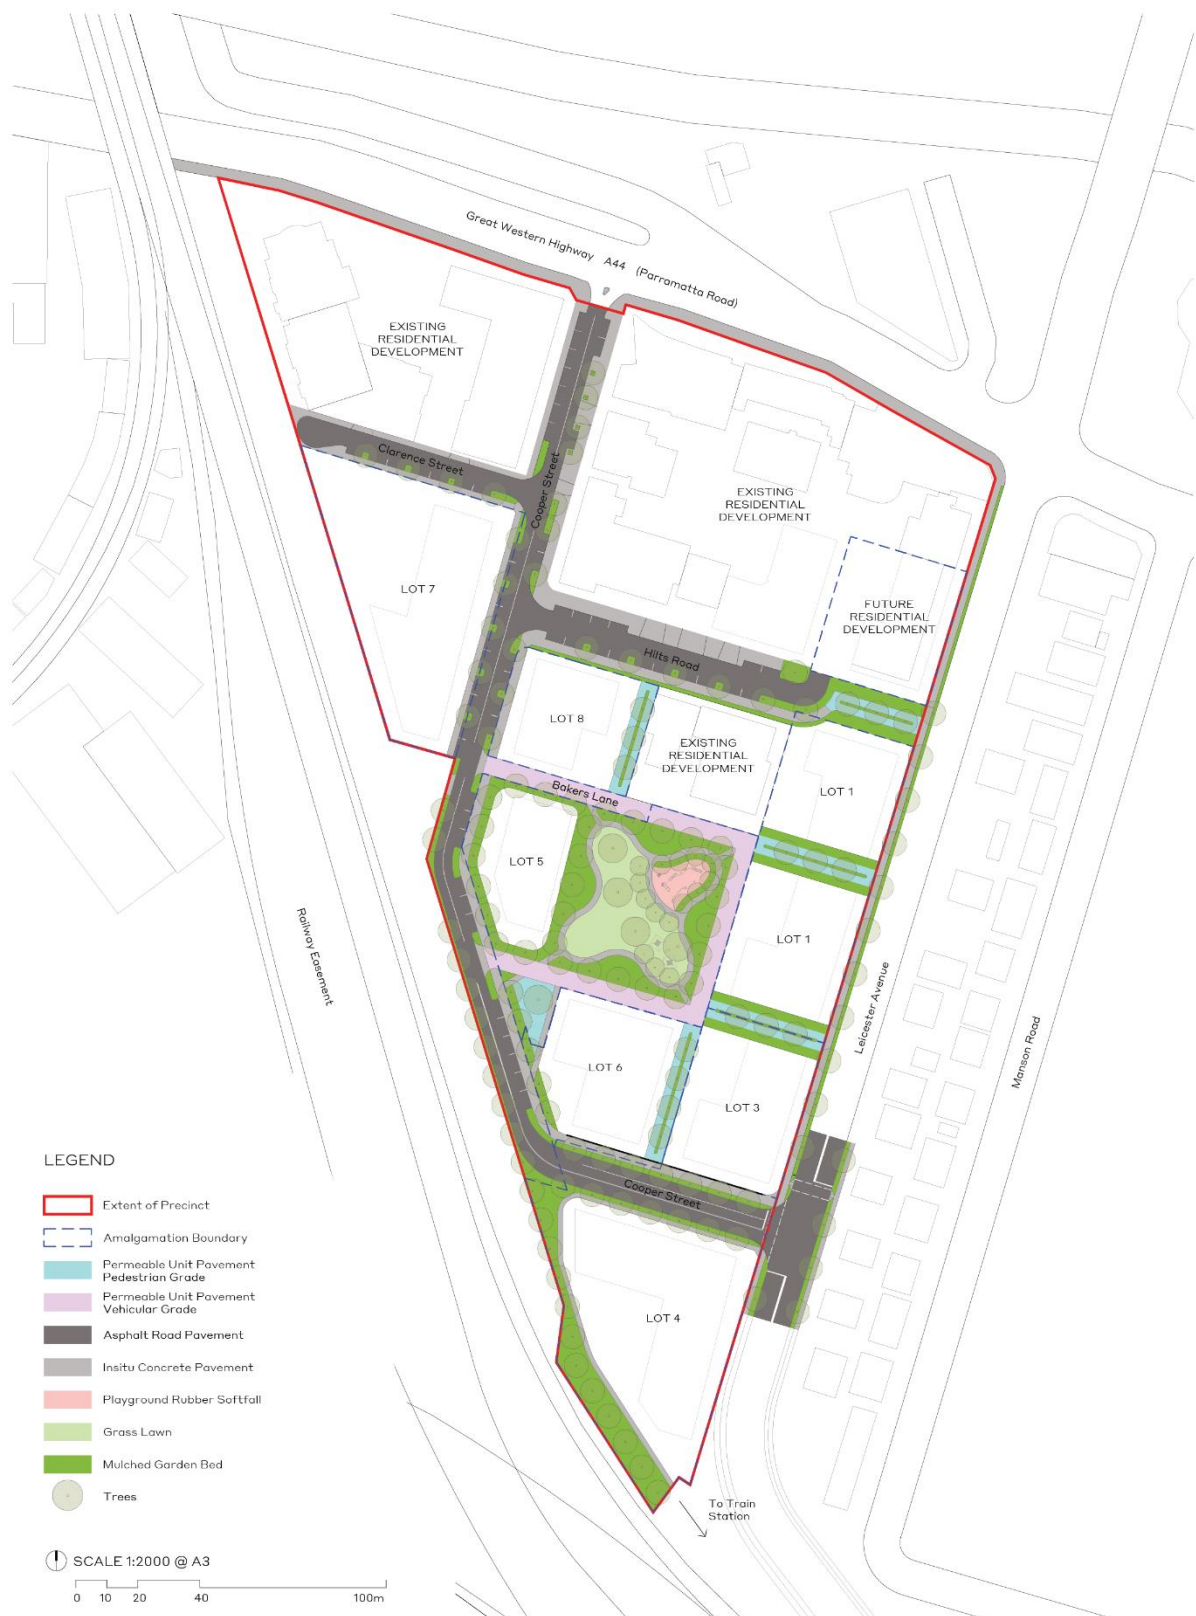 Great Western Highway A44 (Parramatta Road)
EXISTING
RESIDENTIAL
DEVELOPMENT
Clarence Street
Cooper Street
EXISTING
RESIDENTIAL
DEVELOPMENT
LOT 7
FUTURE
RESIDENTIAL
DEVELOPMENT
Hilts Road
LOT 8
EXISTING
RESIDENTIAL
DEVELOPMENT
LOT 1
Bakers Lane
LOT 5
LOT 1
Railway Easement
Leicester Avenue
Manson Road
LOT 6
LOT 3
Cooper Street
LOT 4
To Train
Station
LEGEND
Extent of Precinct
Amalgamation Boundary
Permeable Unit Pavement
Pedestrian Grade
Permeable Unit Pavement
Vehicular Grade
Asphalt Road Pavement
Insitu Concrete Pavement
Playground Rubber Softfall
Grass Lawn
Mulched Garden Bed
Trees
SCALE 1:2000 @ A3
0 10 20 40 100m